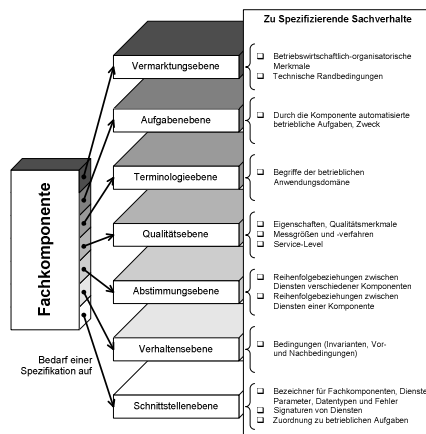 Zu Spezifizierende Sachverhalte
Vermarktungsebene
❑ Betriebswirtschaftlich-organisatorische
Merkmale
❑ Technische Randbedingungen
Aufgabenebene
❑ Durch die Komponente automatisierte
betriebliche Aufgaben, Zweck
Terminologieebene
❑ Begriffe der betrieblichen
Anwendungsdomäne
Qualitätsebene
❑ Eigenschaften, Qualitätsmerkmale
❑ Messgrößen und -verfahren
❑ Service-Level
Abstimmungsebene
❑ Reihenfolgebeziehungen zwischen
Diensten verschiedener Komponenten
❑ Reihenfolgebeziehungen zwischen
Diensten einer Komponente
Verhaltensebene
❑ Bedingungen (Invarianten, Vor-
und Nachbedingungen)
Schnittstellenebene
❑ Bezeichner für Fachkomponenten, Dienste
Parameter, Datentypen und Fehler
❑ Signaturen von Diensten
❑ Zuordnung zu betrieblichen Aufgaben
Fachkomponente
Bedarf einer
Spezifikation auf